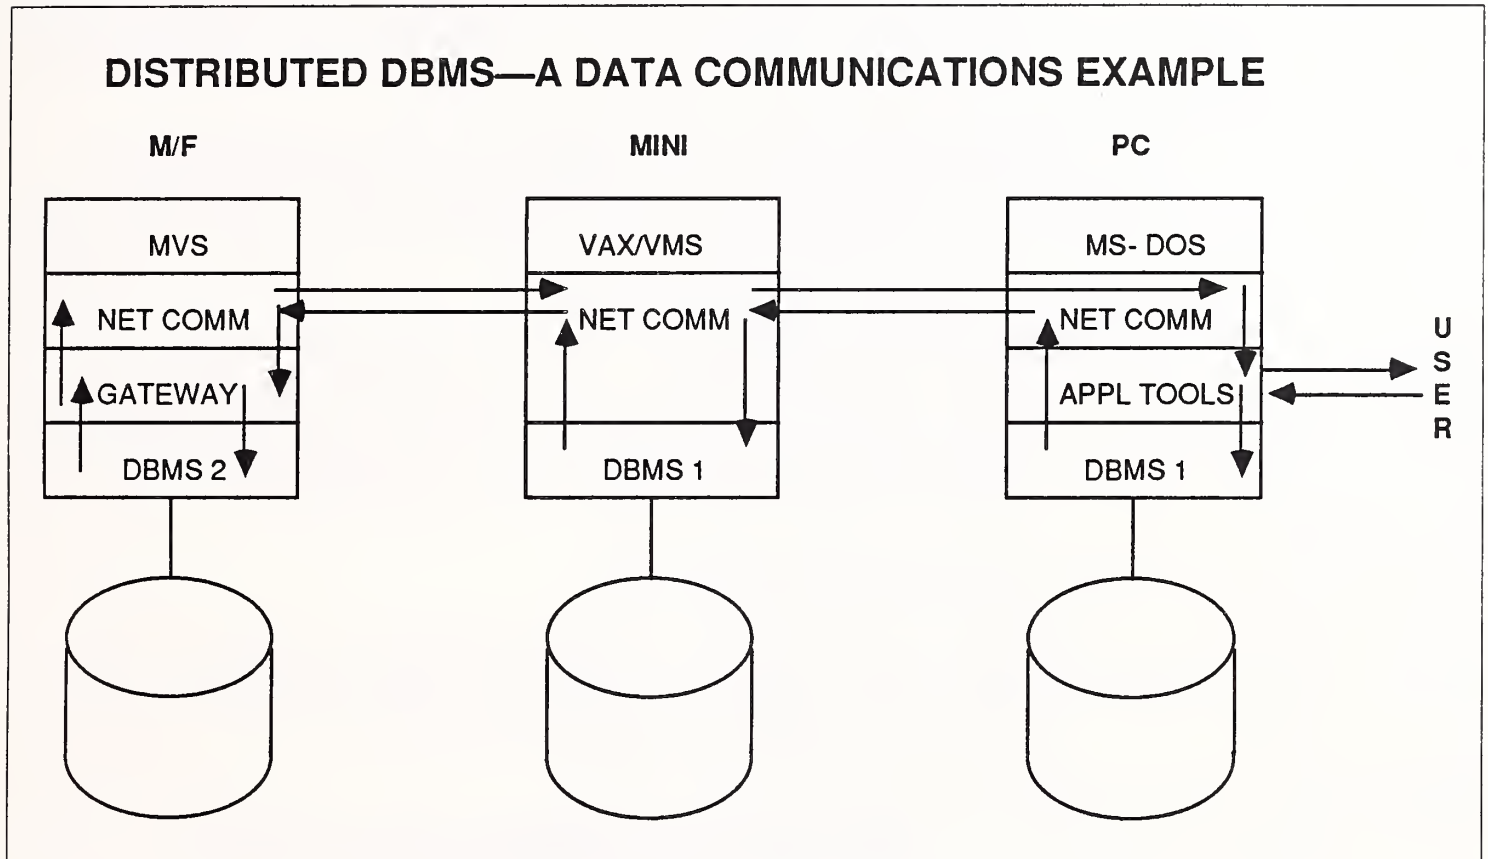 DISTRIBUTED DBMS—A DATA COMMUNICATIONS EXAMPLE
M/F
MINI
PC
MVS
NET COMM
GATEWAY
DBMS 2
VAX/VMS
NET COMM
DBMS 1
MS- DOS
NET COMM
APPL TOOLS
DBMS 1
USER